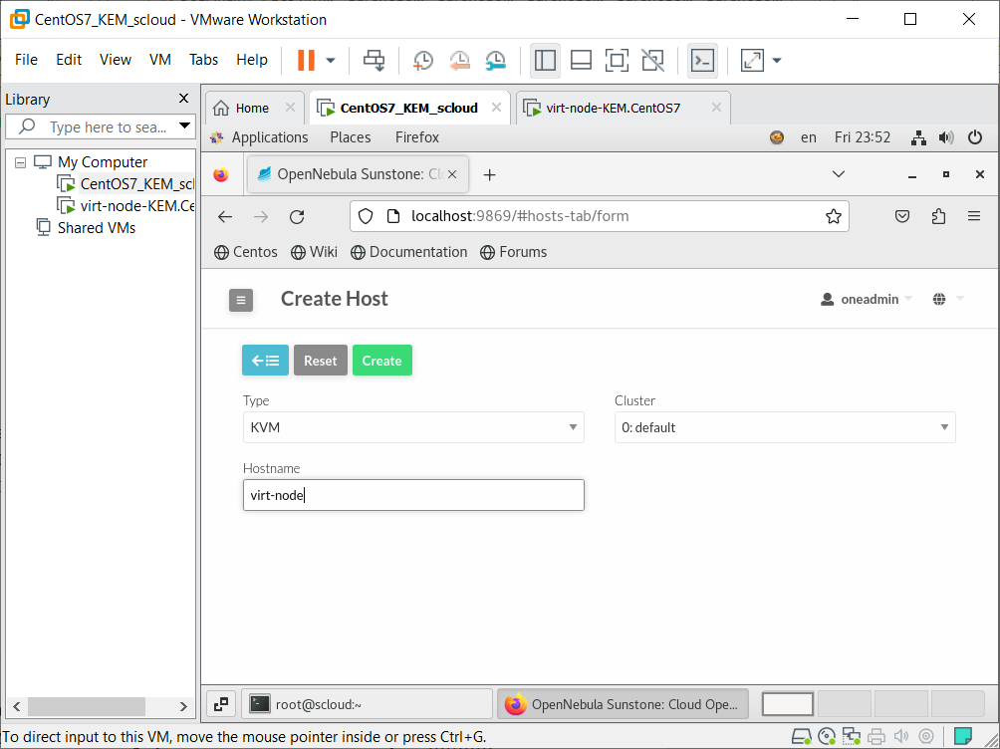 CentOS7_KEM_scloud - VMware Workstation
File Edit View VM Tabs Help
Library
Type here to sea...
My Computer
CentOS7_KEM_scl
virt-node-KEM.Ce
Shared VMs
Home
CentOS7_KEM_scloud
virt-node-KEM.CentOS7
Applications Places Firefox en Fri 23:52
OpenNebula Sunstone: Cl
localhost:9869/#hosts-tab/form
Centos Wiki Documentation Forums
Create Host
oneadmin
Reset Create
Type
Cluster
KVM
0: default
Hostname
virt-node
root@scloud:~
OpenNebula Sunstone: Cloud Ope...
To direct input to this VM, move the mouse pointer inside or press Ctrl+G.